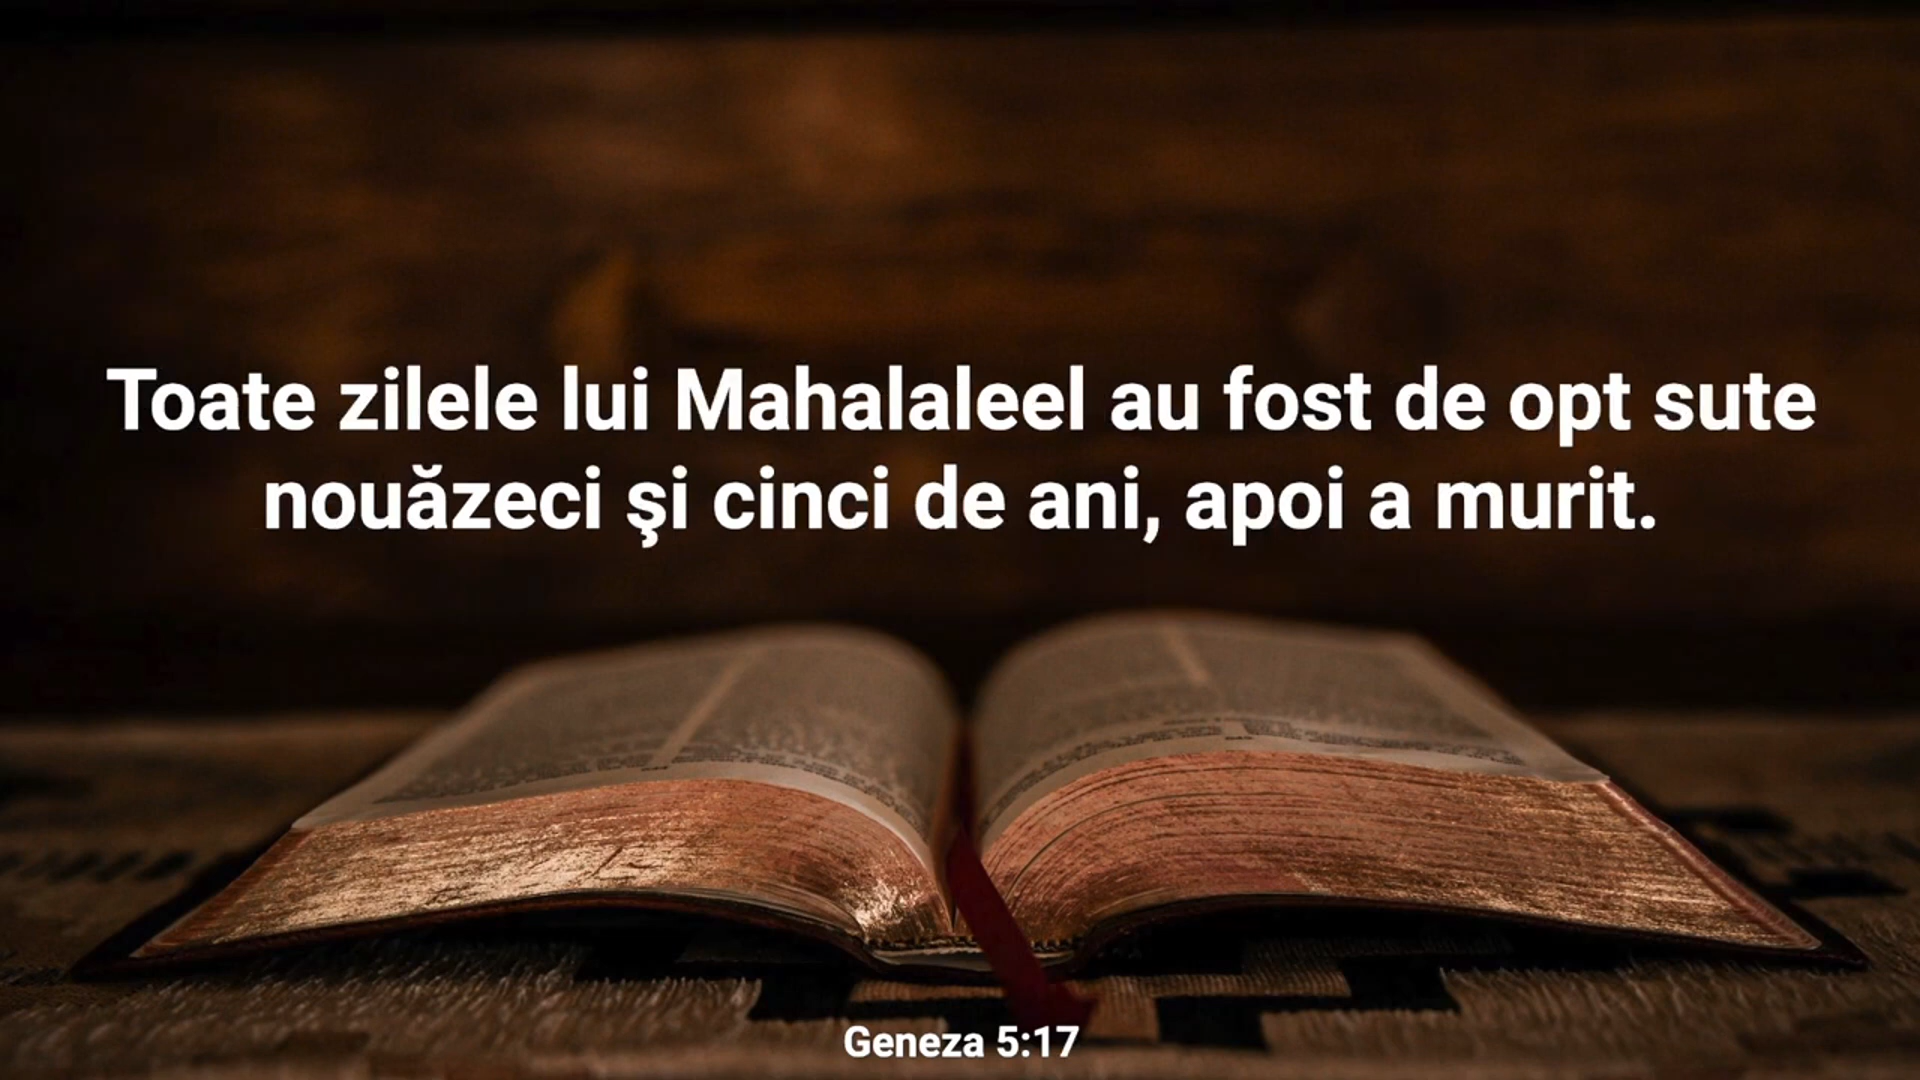 Toate zilele lui Mahalaleel au fost de opt sute
nouăzeci şi cinci de ani, apoi a murit.
Geneza 5:17